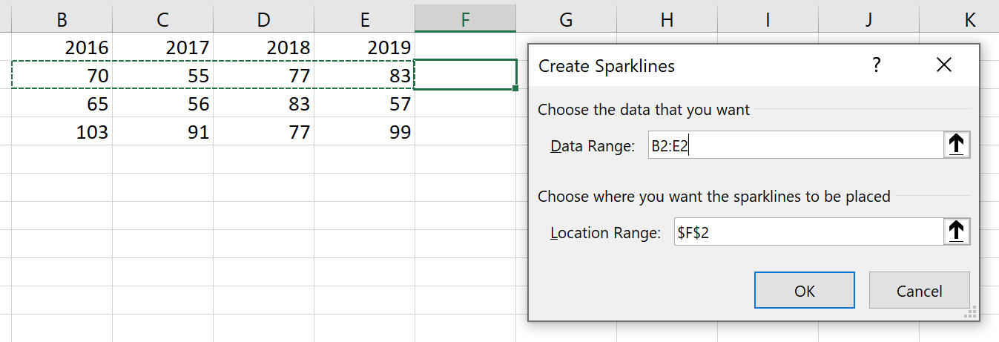 B C D E F G H I J K
2016 2017 2018 2019
70 55 77 83
65 56 83 57
103 91 77 99
Create Sparklines ? ×
Choose the data that you want
Data Range: B2:E2
Choose where you want the sparklines to be placed
Location Range: $F$2
OK Cancel